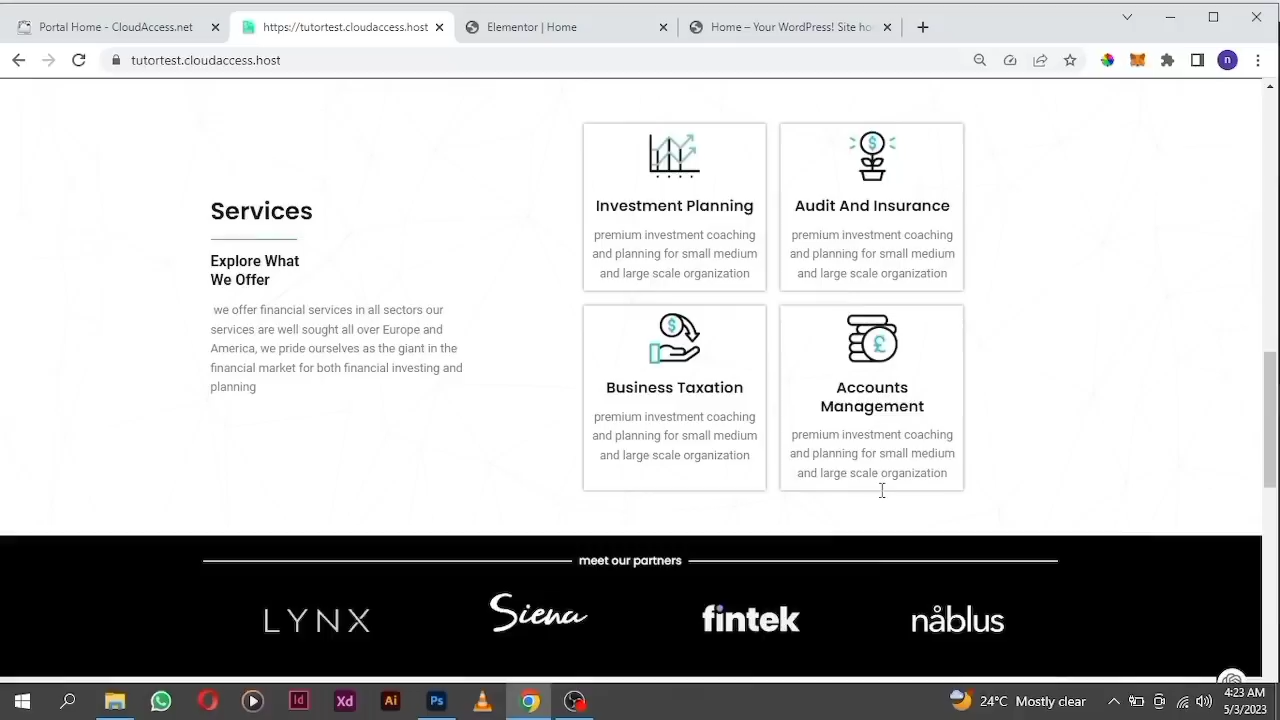 Portal Home - CloudAccess.net
https://tutortest.cloudaccess.host
Elementor | Home
Home – Your WordPress! Site ho
tutortest.cloudaccess.host
n
Services
Explore What
We Offer
we offer financial services in all sectors our
services are well sought all over Europe and
America, we pride ourselves as the giant in the
financial market for both financial investing and
planning
Investment Planning
premium investment coaching
and planning for small medium
and large scale organization
Audit And Insurance
premium investment coaching
and planning for small medium
and large scale organization
Business Taxation
premium investment coaching
and planning for small medium
and large scale organization
Accounts
Management
premium investment coaching
and planning for small medium
and large scale organization
meet our partners
LYNX
Siena
fintek
nåblus
Id
Xd
Ai
Ps
24°C Mostly clear
4:23 AM
5/3/2023